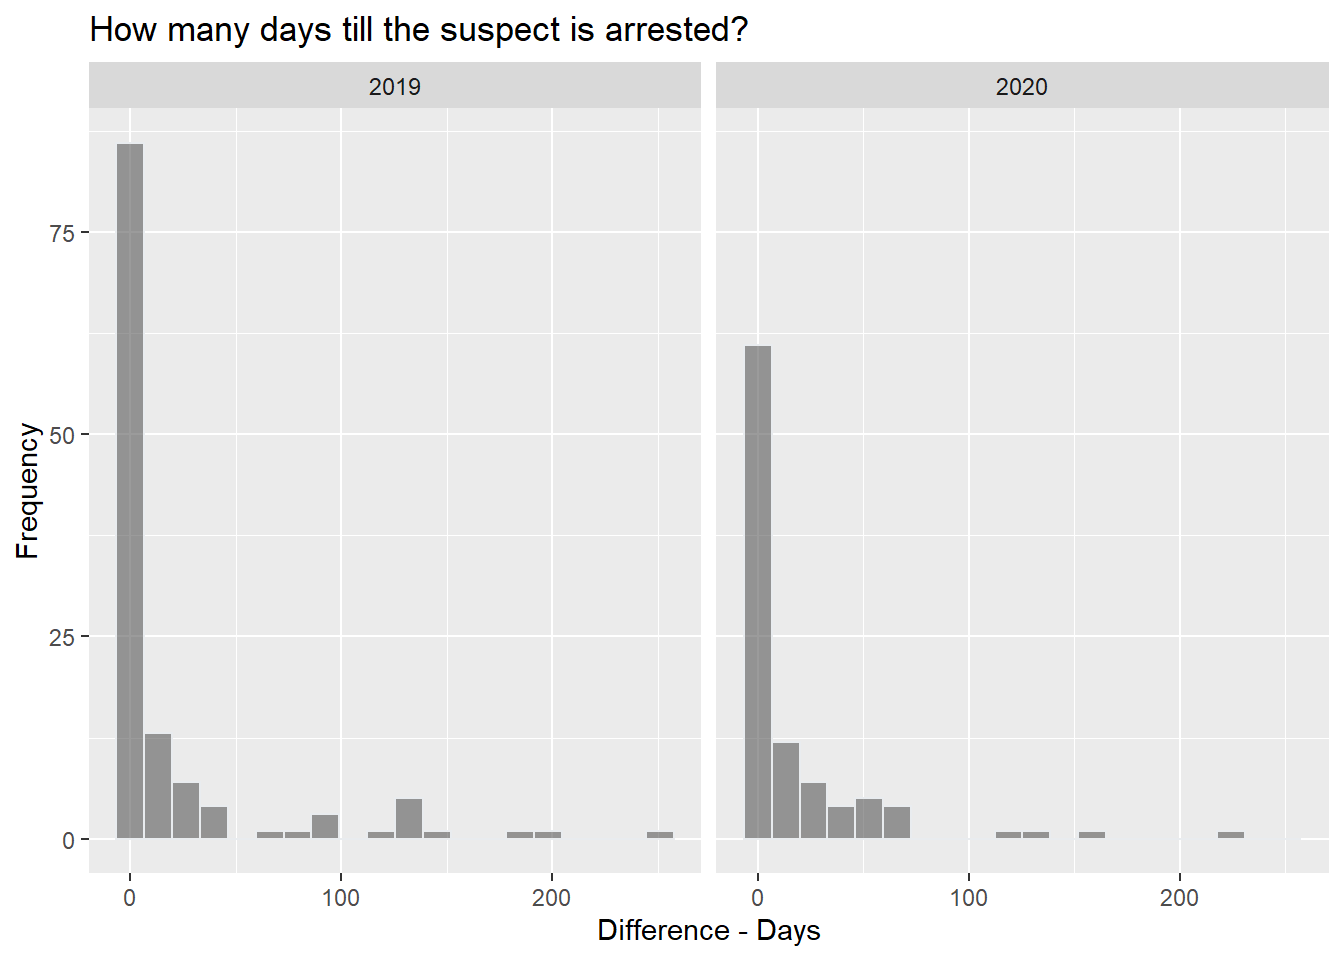 How many days till the suspect is arrested?
2019 2020
Frequency
75
50
25
0
0 100 200 0 100 200
Difference - Days